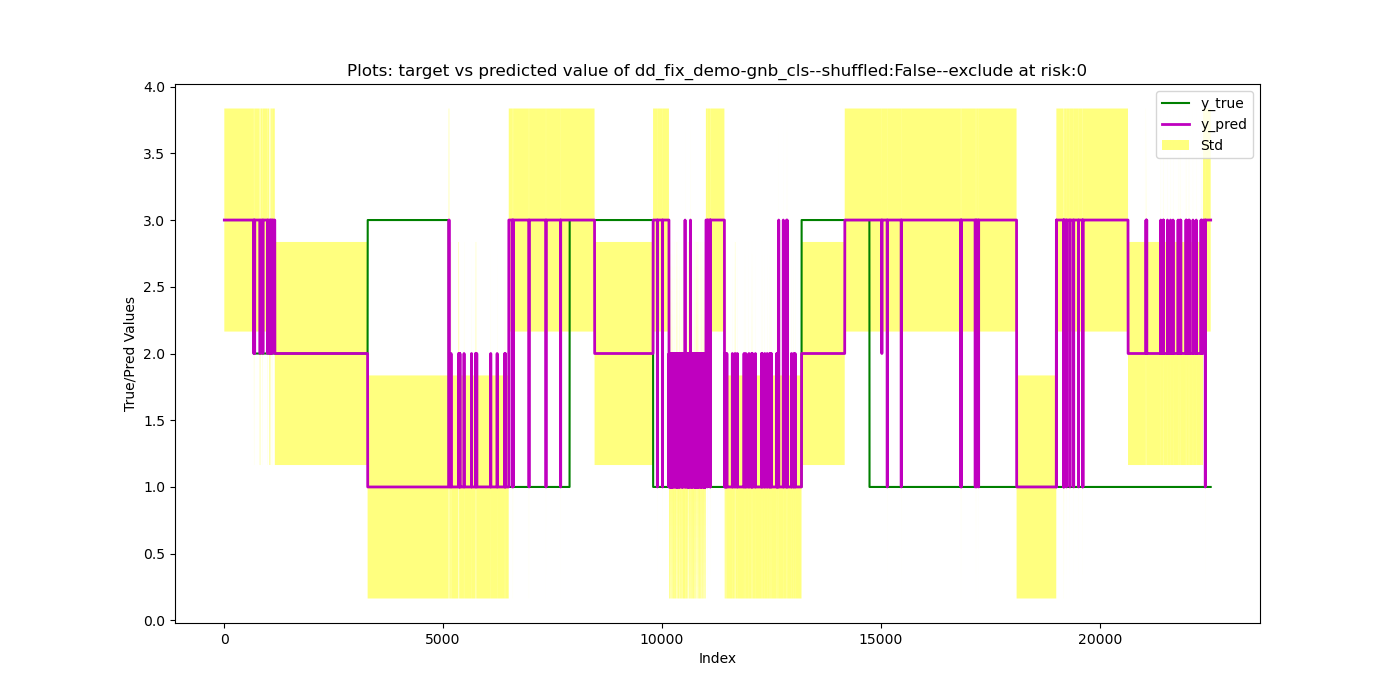 Plots: target vs predicted value of dd_fix_demo-gnb_cls--shuffled:False--exclude at risk:0
4.0
3.5
3.0
2.5
2.0
1.5
1.0
0.5
0.0
True/Pred Values
y_true
y_pred
Std
0
5000
10000
15000
20000
Index